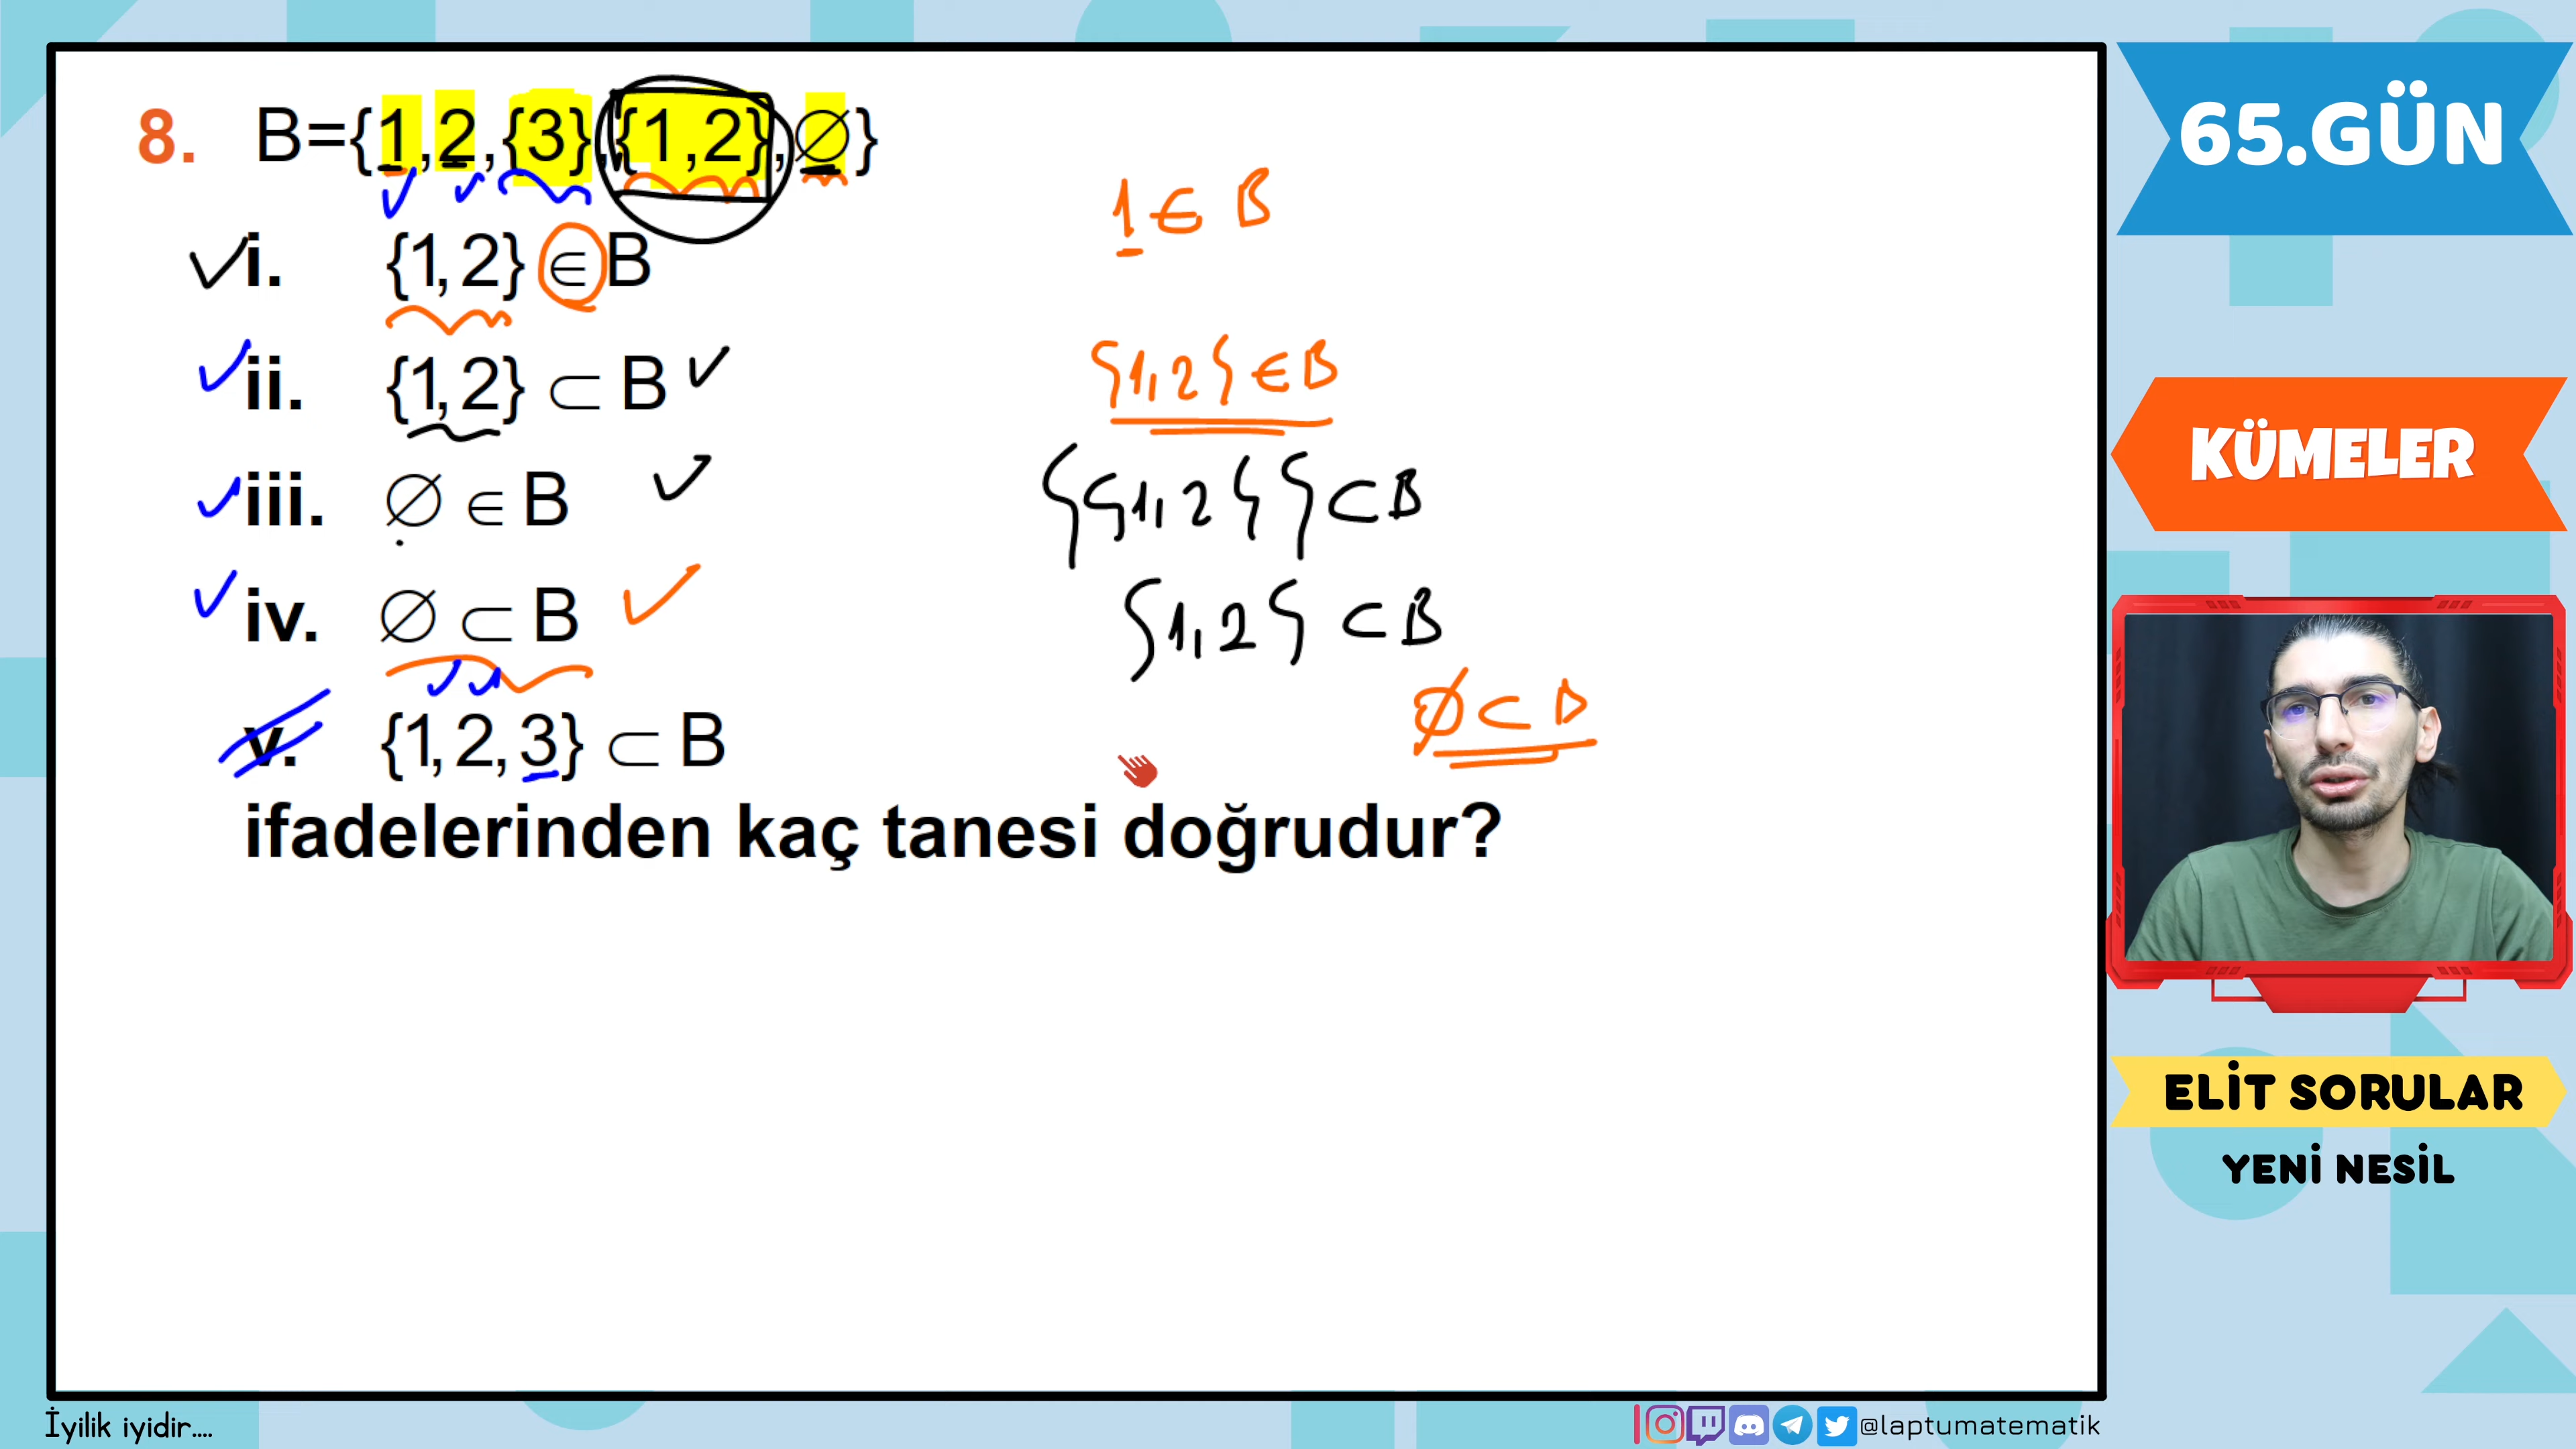 8. B={1,2,{3},{1,2},∅}
i. {1,2} ∈ B
ii. {1,2} ⊂ B
iii. ∅ ∈ B
iv. ∅ ⊂ B
v. {1,2,3} ⊂ B
ifadelerinden kaç tanesi doğrudur?
1 ∈ B
{1,2} ∈ B
{{1,2}} ⊂ B
{1,2} ⊂ B
∅ ⊂ B
65.GÜN
KÜMELER
ELİT SORULAR
YENİ NESİL
İyilik iyidir....
@laptumatematik